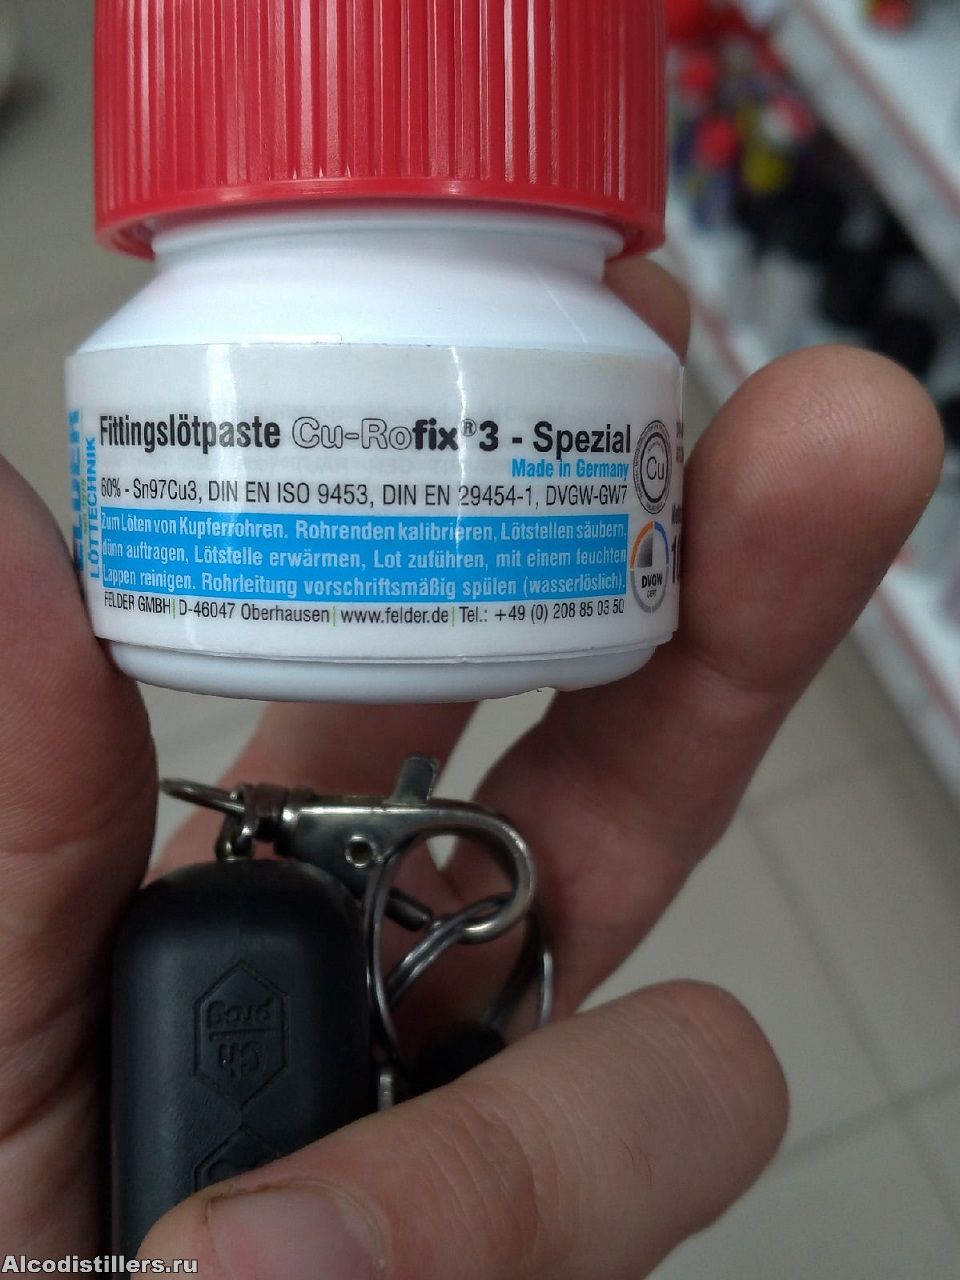 Fittingslötpaste Cu-Rofix® 3 - Spezial
Made in Germany
60% - Sn97Cu3, DIN EN ISO 9453, DIN EN 29454-1, DVGW-GW7
Zum Löten von Kupferrohren. Rohrenden kalibrieren, Lötstellen säubern,
dünn auftragen, Lötstelle erwärmen, Lot zuführen, mit einem feuchten
Lappen reinigen. Rohrleitung vorschriftsmäßig spülen (wasserlöslich).
FELDER GMBH | D-46047 Oberhausen | www.felder.de | Tel.: +49 (0) 208 85 03 50
FELDER
LÖTTECHNIK
Cu
DVGW
CERT
prog
Ch
Alcodistillers.ru